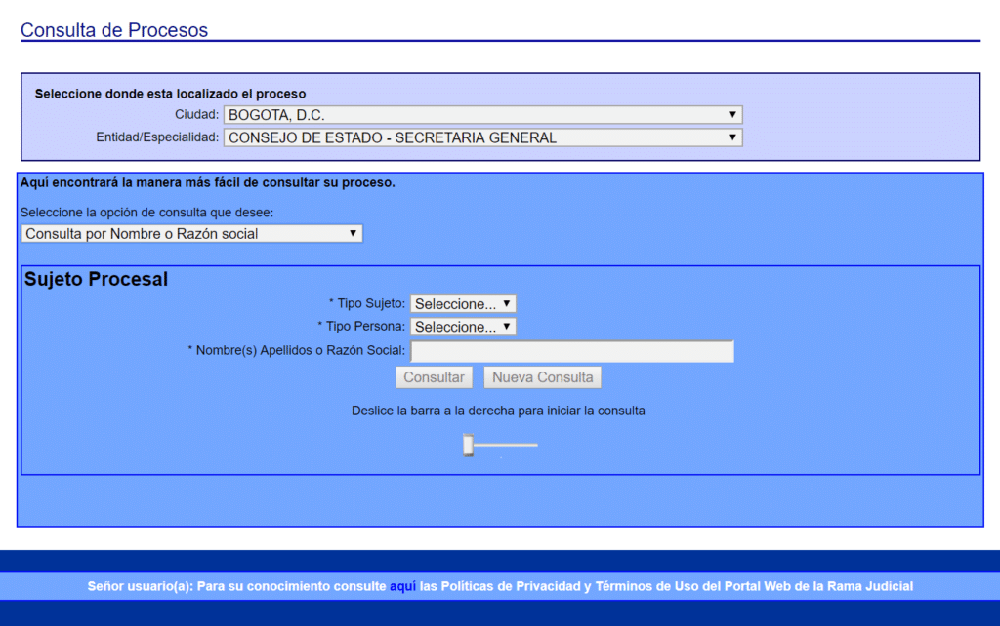 Consulta de Procesos
Seleccione donde esta localizado el proceso
Ciudad: BOGOTA, D.C.
Entidad/Especialidad: CONSEJO DE ESTADO - SECRETARIA GENERAL
Aquí encontrará la manera más fácil de consultar su proceso.
Seleccione la opción de consulta que desee:
Consulta por Nombre o Razón social
Sujeto Procesal
* Tipo Sujeto: Seleccione...
* Tipo Persona: Seleccione...
* Nombre(s) Apellidos o Razón Social:
Consultar Nueva Consulta
Deslice la barra a la derecha para iniciar la consulta
Señor usuario(a): Para su conocimiento consulte aquí las Políticas de Privacidad y Términos de Uso del Portal Web de la Rama Judicial